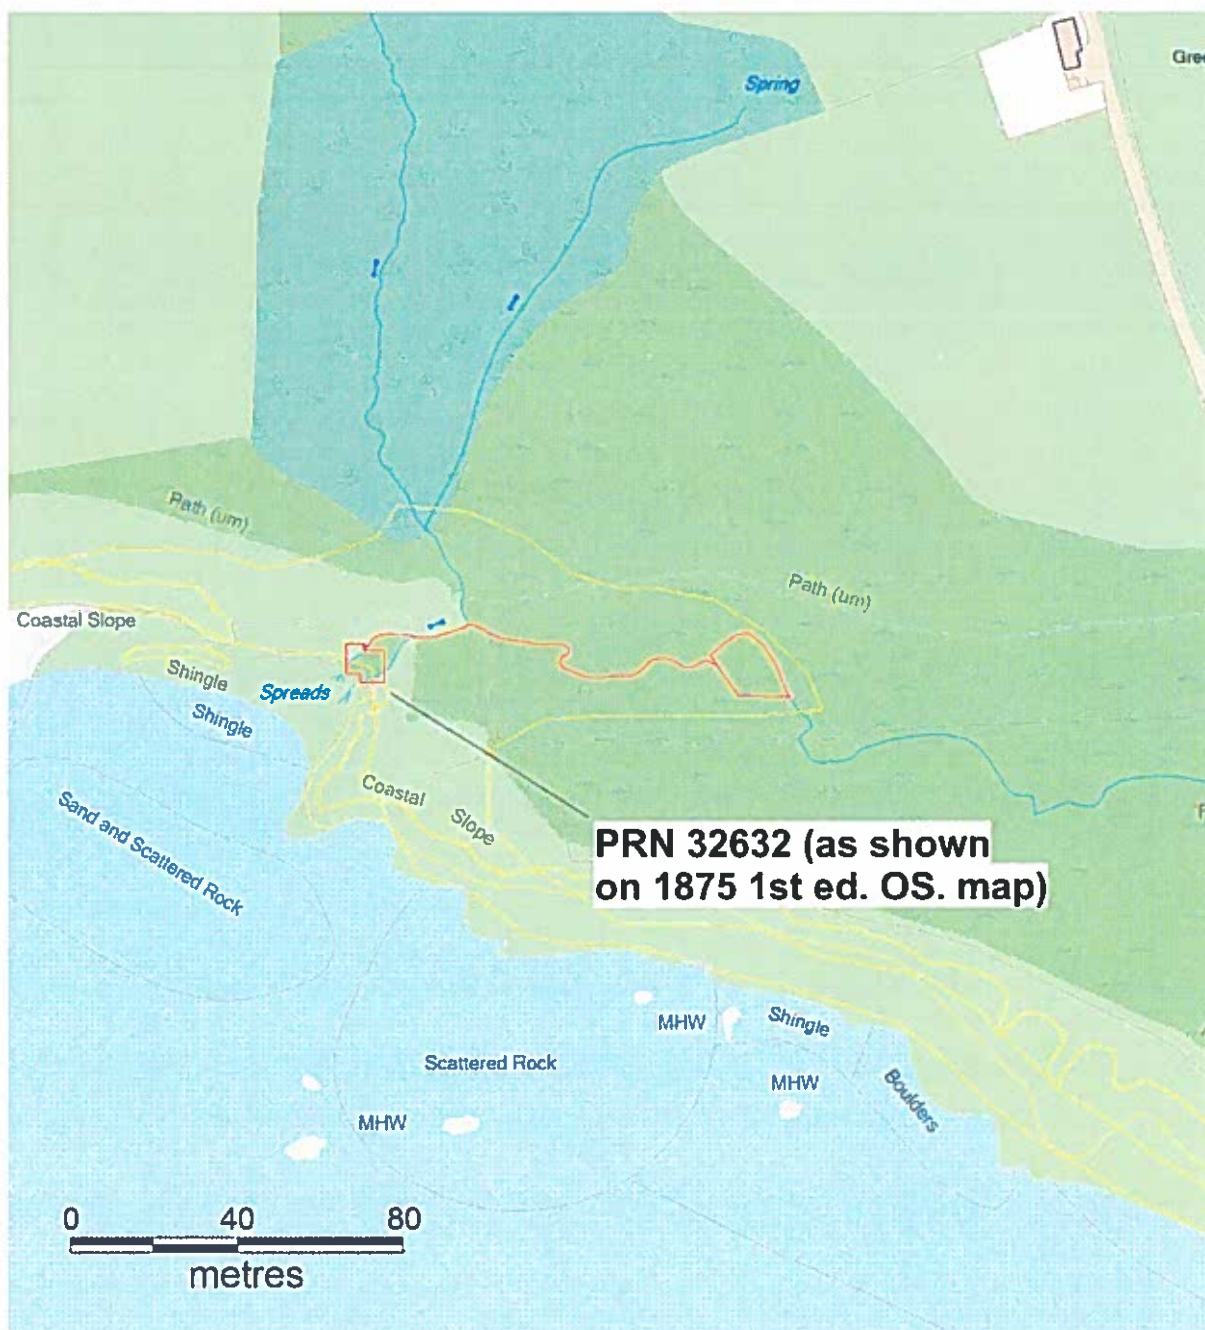 Spring
Gree
Path (um)
Path (um)
Coastal Slope
Shingle
Spreads
Shingle
Coastal Slope
Sand and Scattered Rock
PRN 32632 (as shown
on 1875 1st ed. OS. map)
MHW
Shingle
Scattered Rock
MHW
Boulders
MHW
0 40 80
metres